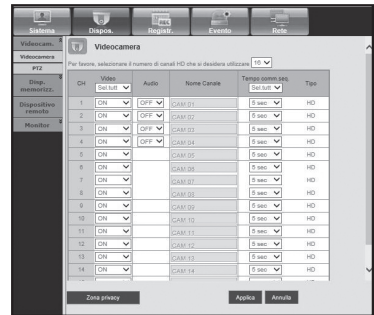 Sistema Dispos. Registr. Evento Rete
Videocam.
Videocamera
PTZ
Disp. memorizz.
Dispositivo remoto
Monitor
Videocamera
Per favore, selezionare il numero di canali HD che si desidera utilizzare 16
CH Video Audio Nome Canale Tempo comm.seq. Tipo
Sel.tutt Sel.tutt
1 ON OFF CAM 01 5 sec HD
2 ON OFF CAM 02 5 sec HD
3 ON OFF CAM 03 5 sec HD
4 ON OFF CAM 04 5 sec HD
5 ON CAM 05 5 sec HD
6 ON CAM 06 5 sec HD
7 ON CAM 07 5 sec HD
8 ON CAM 08 5 sec HD
9 ON CAM 09 5 sec HD
10 ON CAM 10 5 sec HD
11 ON CAM 11 5 sec HD
12 ON CAM 12 5 sec HD
13 ON CAM 13 5 sec HD
14 ON CAM 14 5 sec HD
Zona privacy Applica Annulla